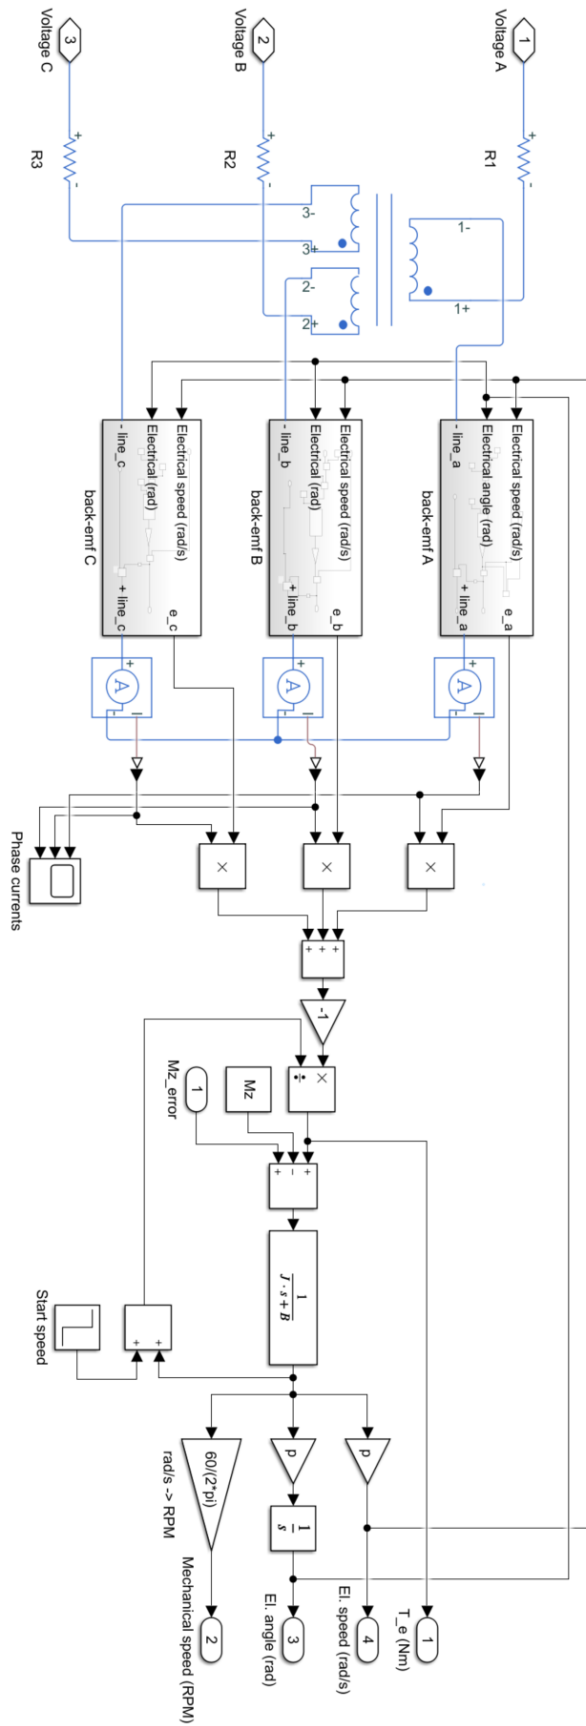 1
Voltage A
2
Voltage B
3
Voltage C
+
-
R1
+
-
R2
+
-
R3
1-
1+
3-
3+
2-
2+
Electrical speed (rad/s)
Electrical angle (rad)
- line_a
e_a
+ line_a
back-emf A
Electrical speed (rad/s)
Electrical (rad)
- line_b
e_b
+ line_b
back-emf B
Electrical speed (rad/s)
Electrical (rad)
- line_c
e_c
+ line_c
back-emf C
+
A
I
-
+
A
I
-
+
A
I
-
×
×
×
Phase currents
+
+
+
-1
×
÷
Mz
1
Mz_error
+
−
+
1
J·s+B
+
+
Start speed
p
p
60/(2*pi)
rad/s -> RPM
1
s
1
T_e (Nm)
4
El. speed (rad/s)
3
El. angle (rad)
2
Mechanical speed (RPM)